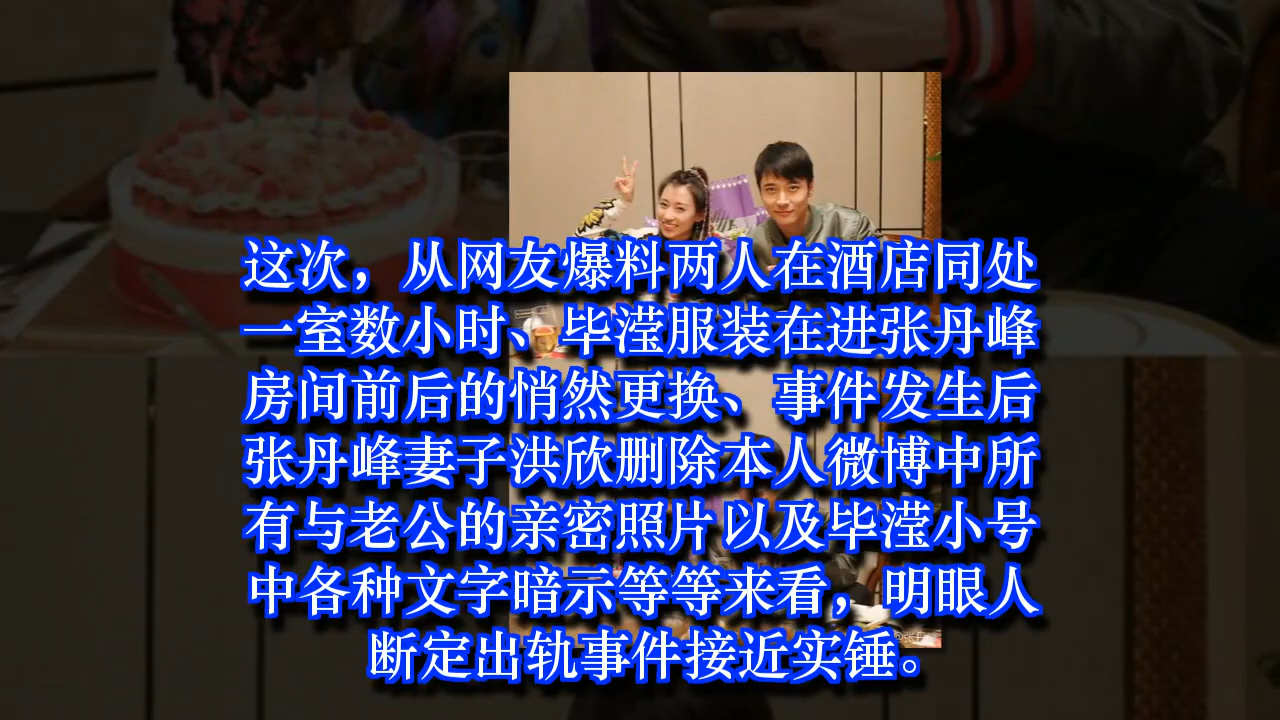 这次，从网友爆料两人在酒店同处
一室数小时、毕滢服装在进张丹峰
房间前后的悄然更换、事件发生后
张丹峰妻子洪欣删除本人微博中所
有与老公的亲密照片以及毕滢小号
中各种文字暗示等等来看，明眼人
断定出轨事件接近实锤。